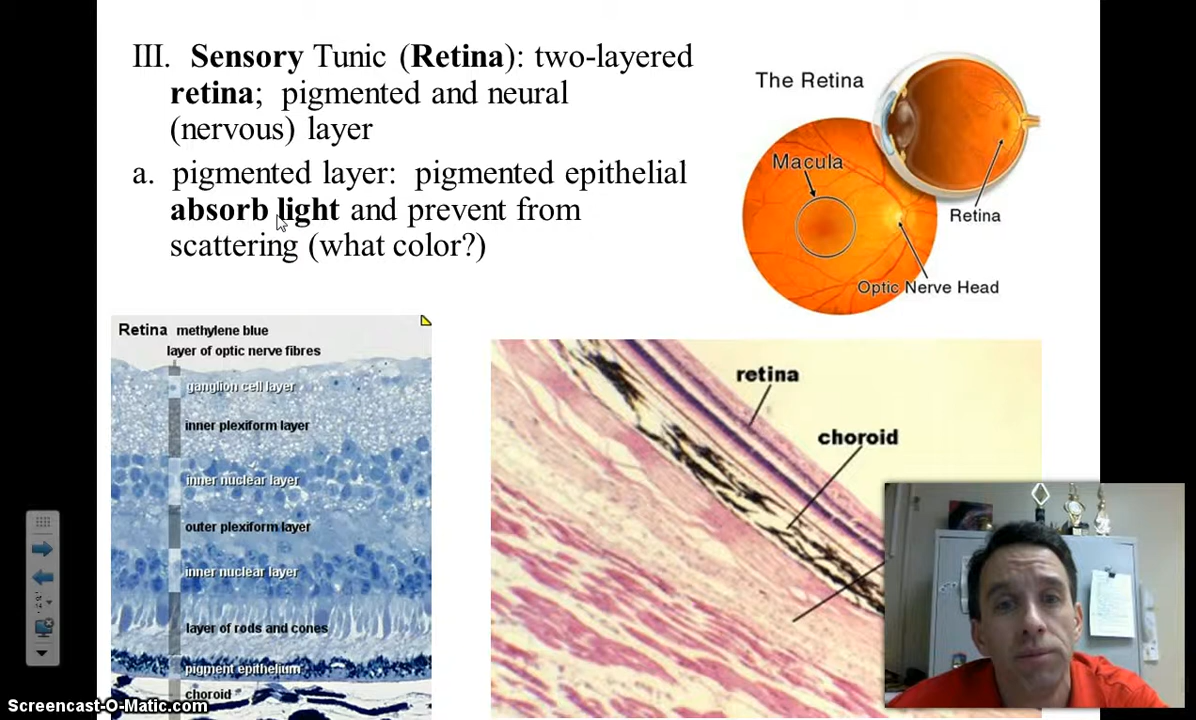 III. Sensory Tunic (Retina): two-layered
retina; pigmented and neural
(nervous) layer
a. pigmented layer: pigmented epithelial
absorb light and prevent from
scattering (what color?)
The Retina
Macula
Retina
Optic Nerve Head
Retina methylene blue
layer of optic nerve fibres
ganglion cell layer
inner plexiform layer
inner nuclear layer
outer plexiform layer
inner nuclear layer
layer of rods and cones
pigment epithelium
choroid
retina
choroid
Screencast-O-Matic.com